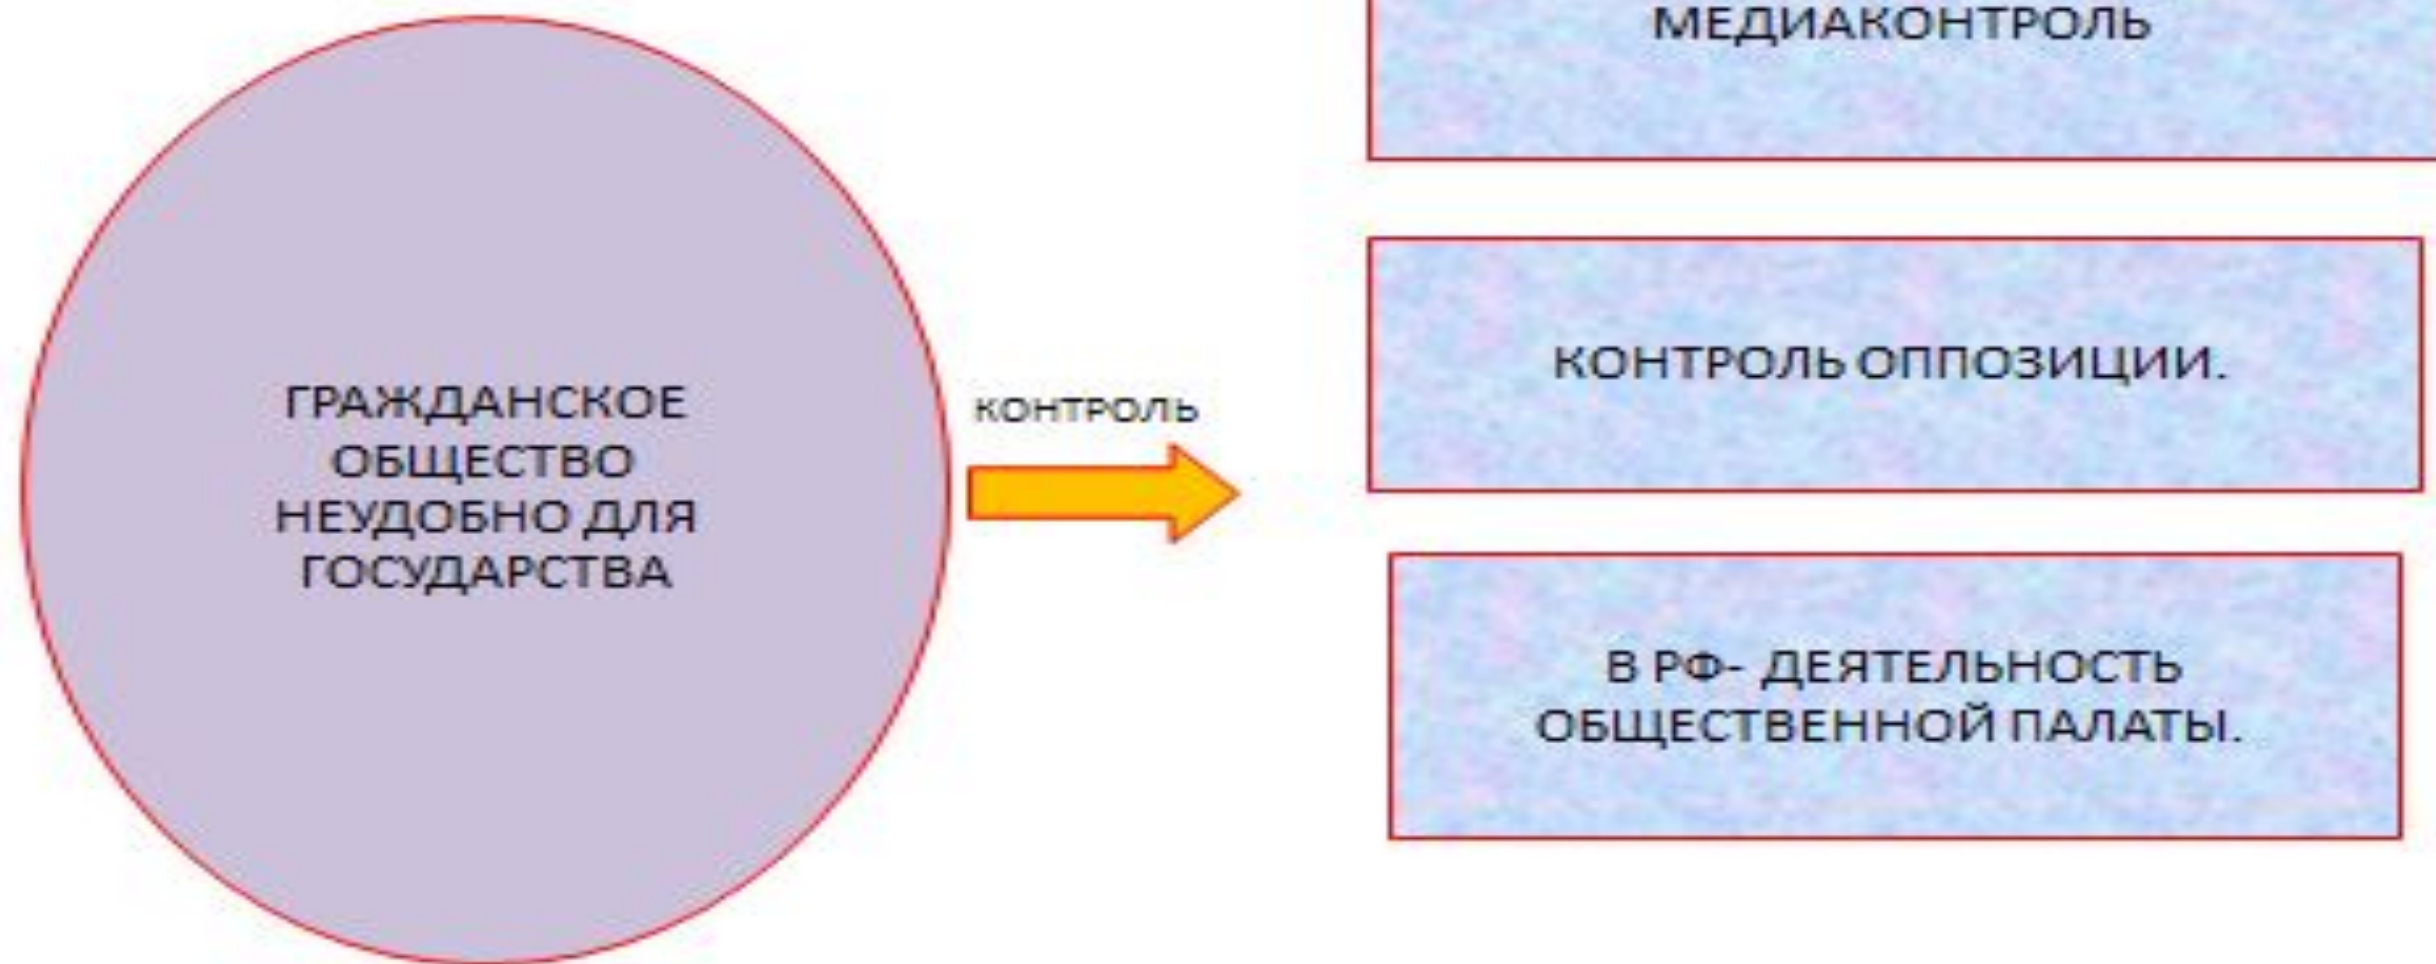 МЕДИАКОНТРОЛЬ
ГРАЖДАНСКОЕ
ОБЩЕСТВО
НЕУДОБНО ДЛЯ
ГОСУДАРСТВА
КОНТРОЛЬ
КОНТРОЛЬ ОППОЗИЦИИ.
В РФ- ДЕЯТЕЛЬНОСТЬ
ОБЩЕСТВЕННОЙ ПАЛАТЫ.